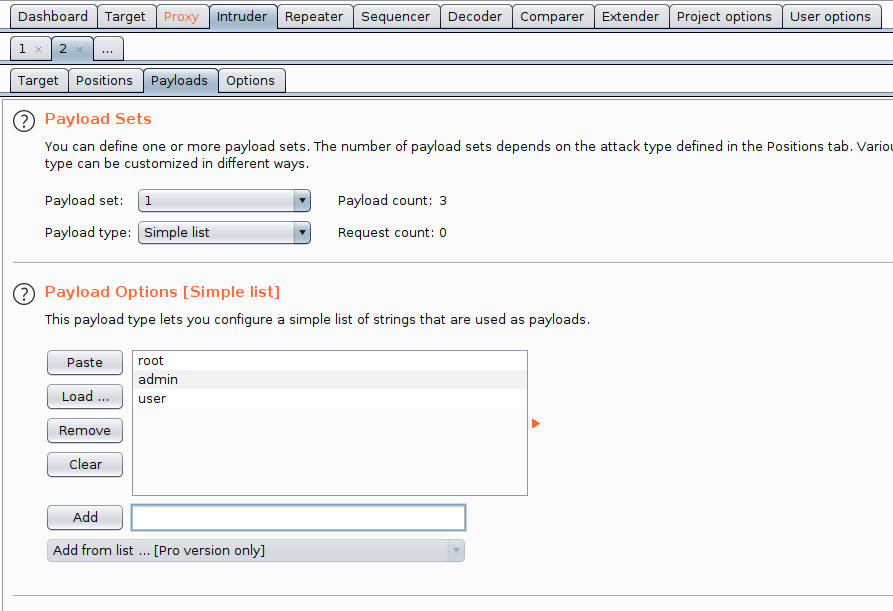 Dashboard Target Proxy Intruder Repeater Sequencer Decoder Comparer Extender Project options User options
1 × 2 × ...
Target Positions Payloads Options
? Payload Sets
You can define one or more payload sets. The number of payload sets depends on the attack type defined in the Positions tab. Variou
type can be customized in different ways.
Payload set: 1 Payload count: 3
Payload type: Simple list Request count: 0
? Payload Options [Simple list]
This payload type lets you configure a simple list of strings that are used as payloads.
Paste
Load ...
Remove
Clear
root
admin
user
Add
Add from list ... [Pro version only]